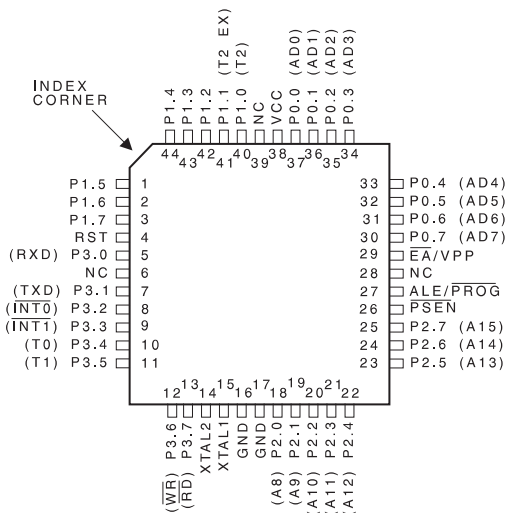 INDEX
CORNER
P1.4
P1.3
P1.2
P1.1 (T2 EX)
P1.0 (T2)
NC
VCC
P0.0 (AD0)
P0.1 (AD1)
P0.2 (AD2)
P0.3 (AD3)
44 43 42 41 40 39 38 37 36 35 34
P1.5 1
P1.6 2
P1.7 3
RST 4
(RXD) P3.0 5
NC 6
(TXD) P3.1 7
(INT0) P3.2 8
(INT1) P3.3 9
(T0) P3.4 10
(T1) P3.5 11
33 P0.4 (AD4)
32 P0.5 (AD5)
31 P0.6 (AD6)
30 P0.7 (AD7)
29 EA/VPP
28 NC
27 ALE/PROG
26 PSEN
25 P2.7 (A15)
24 P2.6 (A14)
23 P2.5 (A13)
12 13 14 15 16 17 18 19 20 21 22
(WR) P3.6
(RD) P3.7
XTAL2
XTAL1
GND
GND
(A8) P2.0
(A9) P2.1
(A10) P2.2
(A11) P2.3
(A12) P2.4